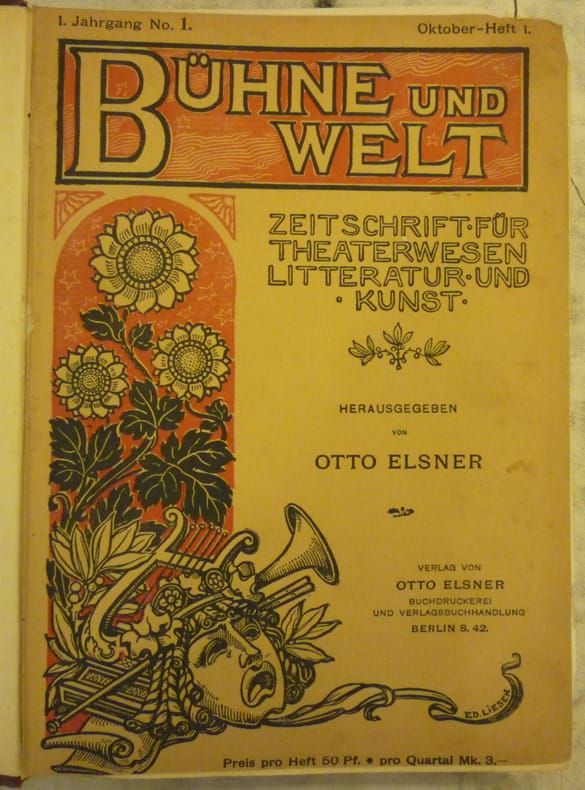 1. Jahrgang No. 1.
Oktober-Heft 1.
BÜHNE UND
WELT
ZEITSCHRIFT·FÜR
THEATERWESEN
LITTERATUR·UND
·KUNST·
HERAUSGEGEBEN
VON
OTTO ELSNER
VERLAG VON
OTTO ELSNER
BUCHDRUCKEREI
UND VERLAGSBUCHHANDLUNG
BERLIN S. 42.
ED. LIESEN
Preis pro Heft 50 Pf. * pro Quartal Mk. 3.—